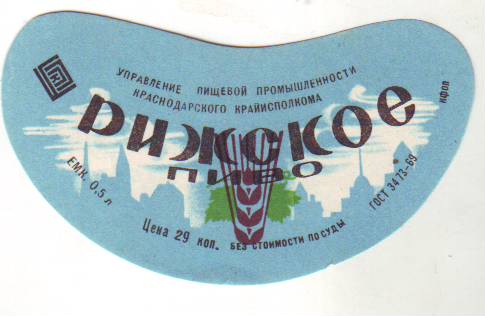 УПРАВЛЕНИЕ ПИЩЕВОЙ ПРОМЫШЛЕННОСТИ
КРАСНОДАРСКОГО КРАЙИСПОЛКОМА
РИЖСКОЕ
ПИВО
ЕМК. 0,5 л
Цена 29 коп. БЕЗ СТОИМОСТИ ПОСУДЫ
ГОСТ 3473-69
КФОП